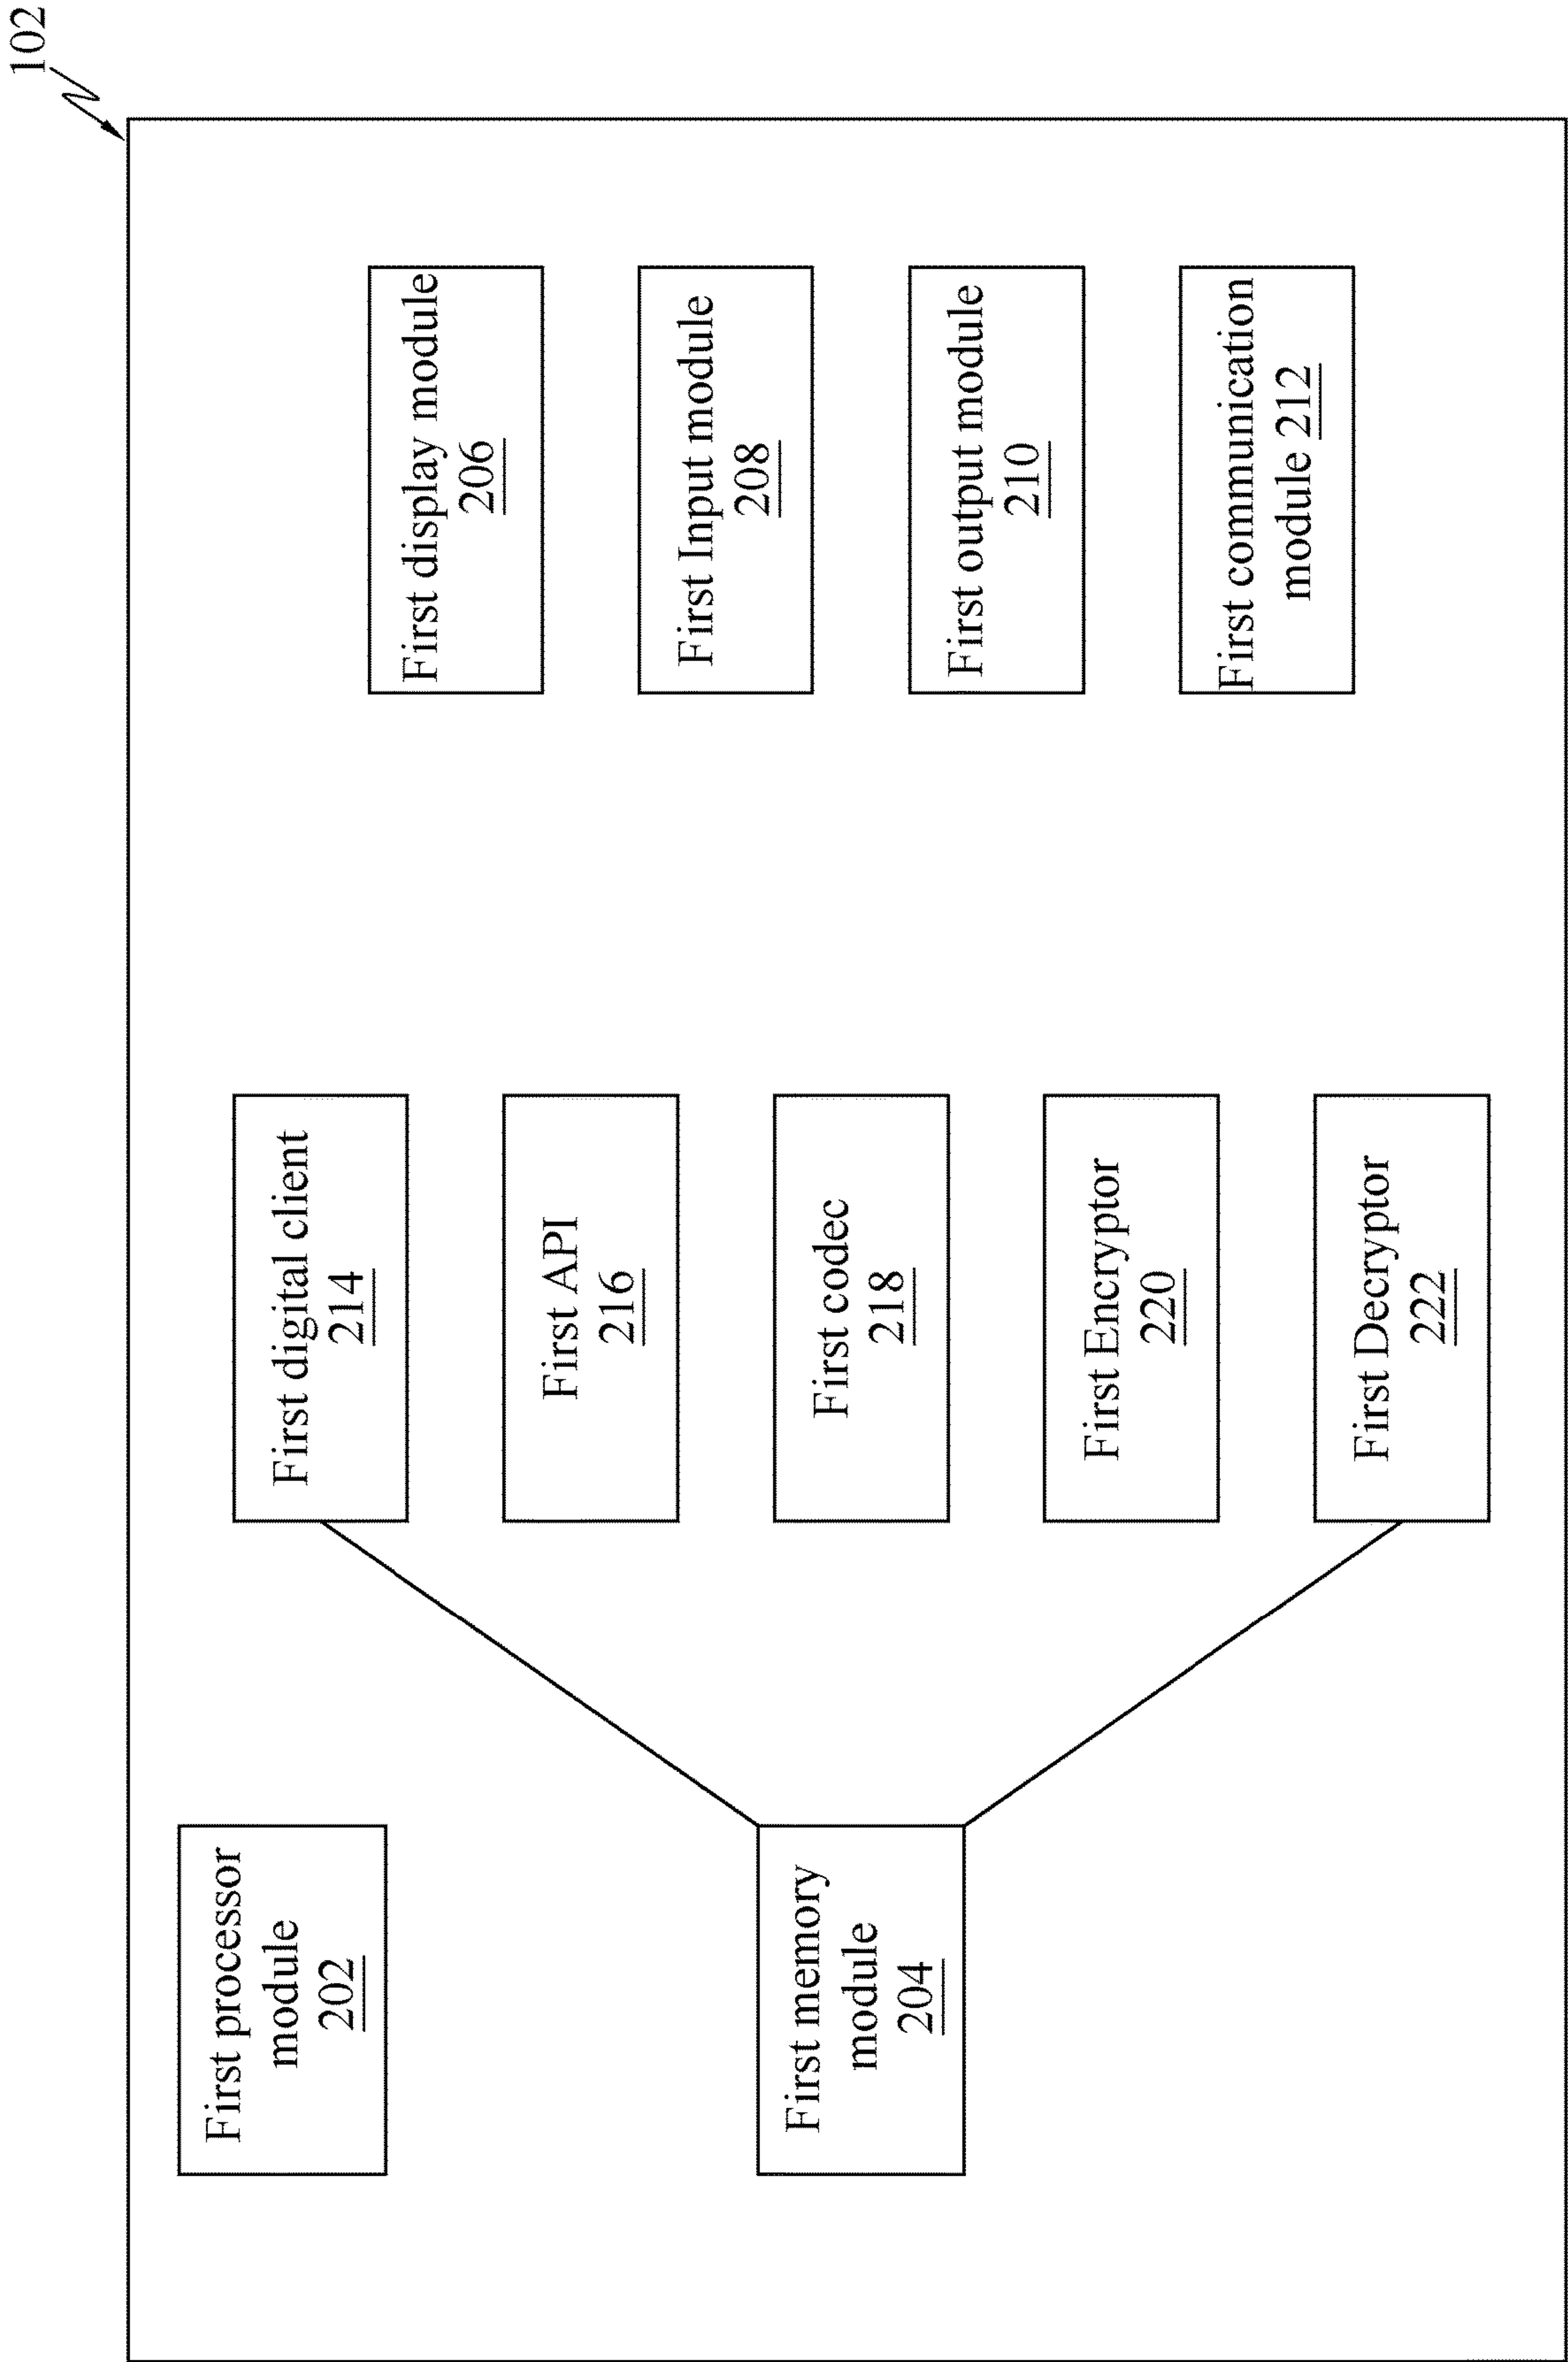 102
First processor
module
202
First memory
module
204
First digital client
214
First API
216
First codec
218
First Encryptor
220
First Decryptor
222
First display module
206
First Input module
208
First output module
210
First communication
module 212